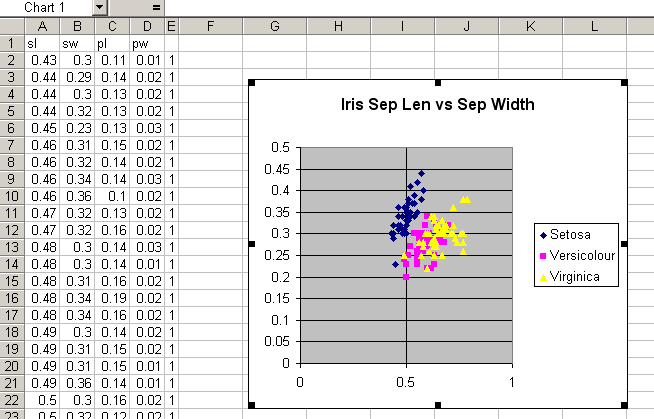 Chart 1 =
A B C D E F G H I J K L
1 sl sw pl pw
2 0.43 0.3 0.11 0.01 1
3 0.44 0.29 0.14 0.02 1
4 0.44 0.3 0.13 0.02 1
5 0.44 0.32 0.13 0.02 1
6 0.45 0.23 0.13 0.03 1
7 0.46 0.31 0.15 0.02 1
8 0.46 0.32 0.14 0.02 1
9 0.46 0.34 0.14 0.03 1
10 0.46 0.36 0.1 0.02 1
11 0.47 0.32 0.13 0.02 1
12 0.47 0.32 0.16 0.02 1
13 0.48 0.3 0.14 0.03 1
14 0.48 0.3 0.14 0.01 1
15 0.48 0.31 0.16 0.02 1
16 0.48 0.34 0.19 0.02 1
17 0.48 0.34 0.16 0.02 1
18 0.49 0.3 0.14 0.02 1
19 0.49 0.31 0.15 0.02 1
20 0.49 0.31 0.15 0.01 1
21 0.49 0.36 0.14 0.01 1
22 0.5 0.3 0.16 0.02 1
23 0.5 0.32 0.12 0.02 1
Iris Sep Len vs Sep Width
0.5
0.45
0.4
0.35
0.3
0.25
0.2
0.15
0.1
0.05
0
0 0.5 1
Setosa
Versicolour
Virginica